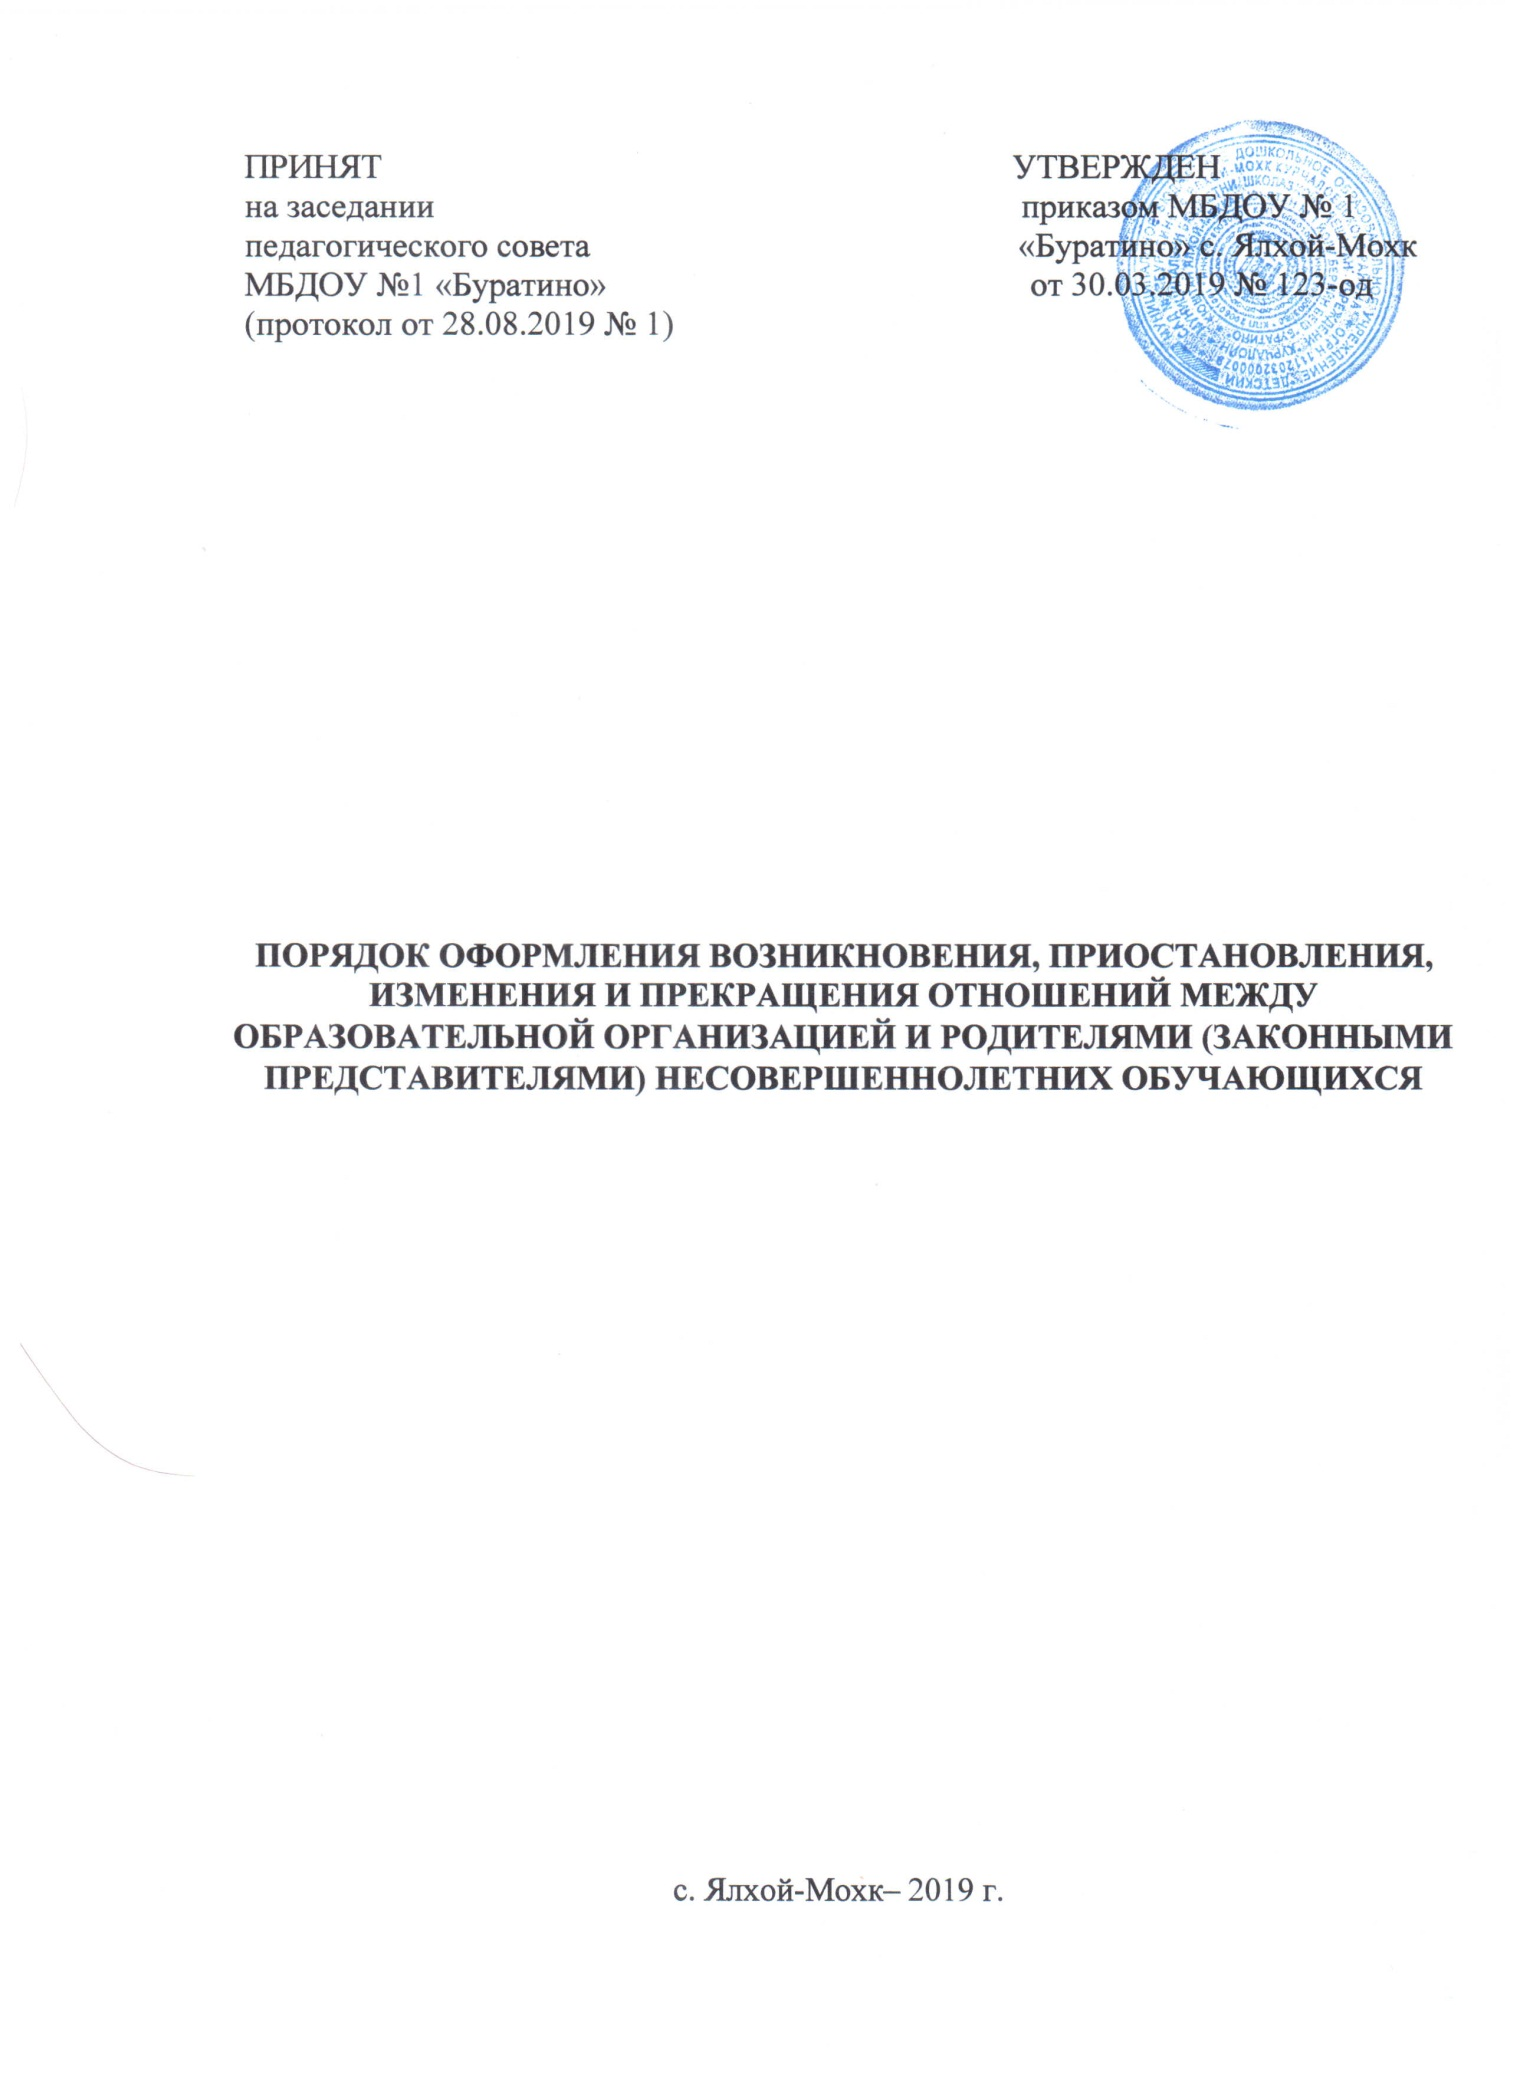 ПРИНЯТ
на заседании
педагогического совета
МБДОУ №1 «Буратино»
(протокол от 28.08.2019 № 1)
УТВЕРЖДЕН
приказом МБДОУ № 1
«Буратино» с. Ялхой-Мохк
от 30.03.2019 № 123-од
ПОРЯДОК ОФОРМЛЕНИЯ ВОЗНИКНОВЕНИЯ, ПРИОСТАНОВЛЕНИЯ,
ИЗМЕНЕНИЯ И ПРЕКРАЩЕНИЯ ОТНОШЕНИЙ МЕЖДУ
ОБРАЗОВАТЕЛЬНОЙ ОРГАНИЗАЦИЕЙ И РОДИТЕЛЯМИ (ЗАКОННЫМИ
ПРЕДСТАВИТЕЛЯМИ) НЕСОВЕРШЕННОЛЕТНИХ ОБУЧАЮЩИХСЯ
с. Ялхой-Мохк– 2019 г.